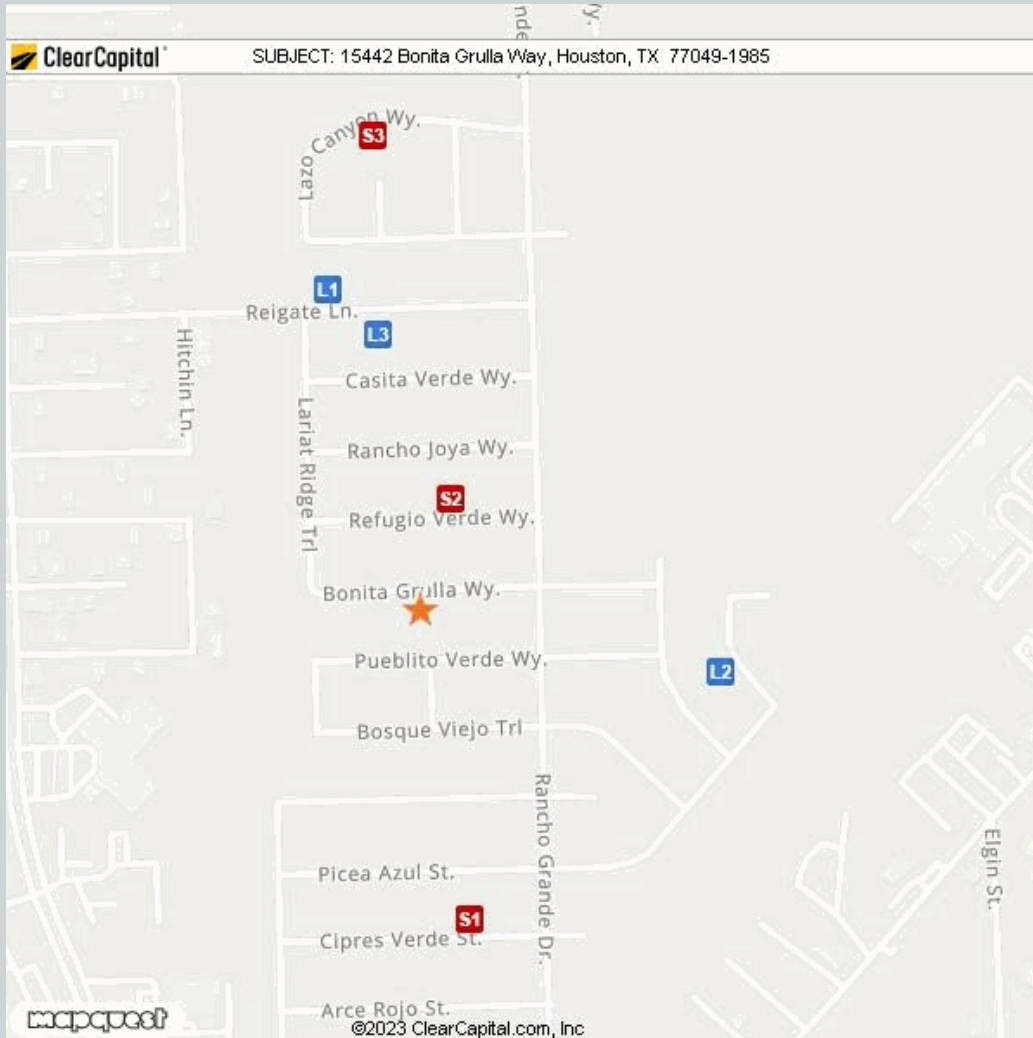 nde
Wy.
ClearCapital
SUBJECT: 15442 Bonita Grulla Way, Houston, TX 77049-1985
Lazo Canyon Wy.
S3
L1
Reigate Ln.
L3
Hitchin Ln.
Casita Verde Wy.
Lariat Ridge Trl
Rancho Joya Wy.
S2
Refugio Verde Wy.
Bonita Grulla Wy.
Pueblito Verde Wy.
L2
Bosque Viejo Trl
Rancho Grande Dr.
Elgin St.
Picea Azul St.
S1
Cipres Verde St.
Arce Rojo St.
mapquest
©2023 ClearCapital.com, Inc